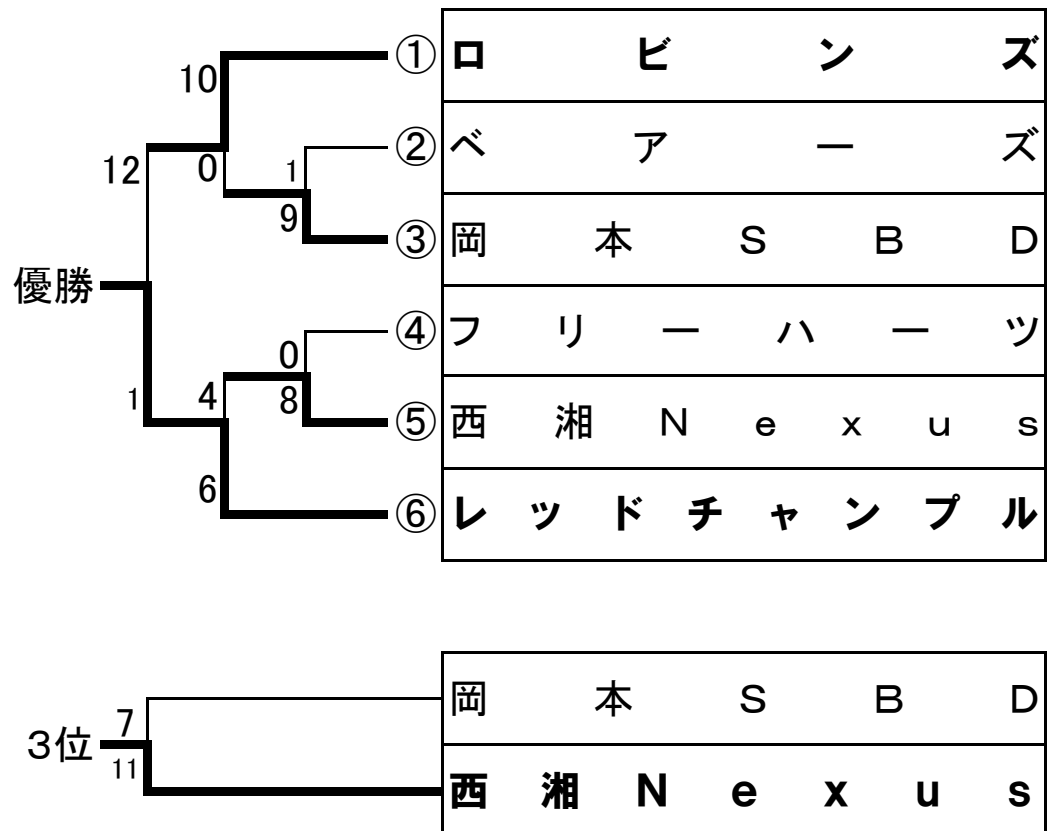 10 ① ロビンズ
12 0 1 ② ベアーズ
9 ③ 岡本SBD
優勝
0 ④ フリーハーツ
1 4 8 ⑤ 西湘Nexus
6 ⑥ レッドチャンプル
7 岡本SBD
3位
11 西湘Nexus